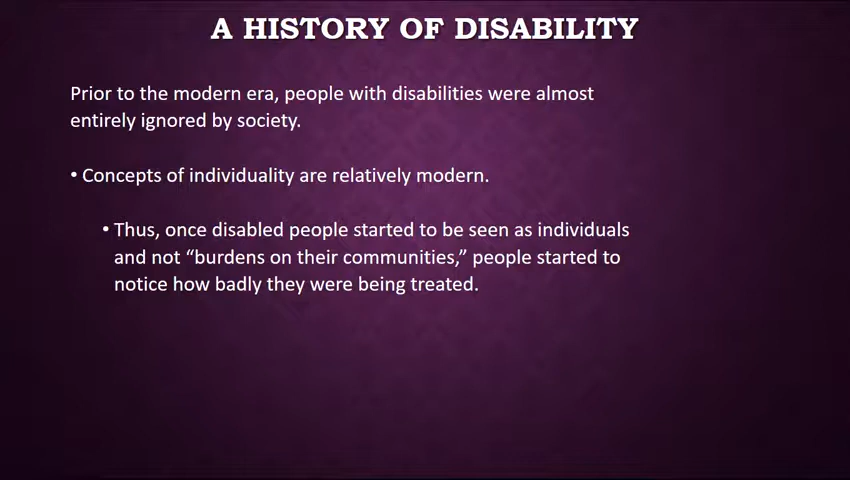 A HISTORY OF DISABILITY
Prior to the modern era, people with disabilities were almost
entirely ignored by society.
• Concepts of individuality are relatively modern.
• Thus, once disabled people started to be seen as individuals
and not “burdens on their communities,” people started to
notice how badly they were being treated.